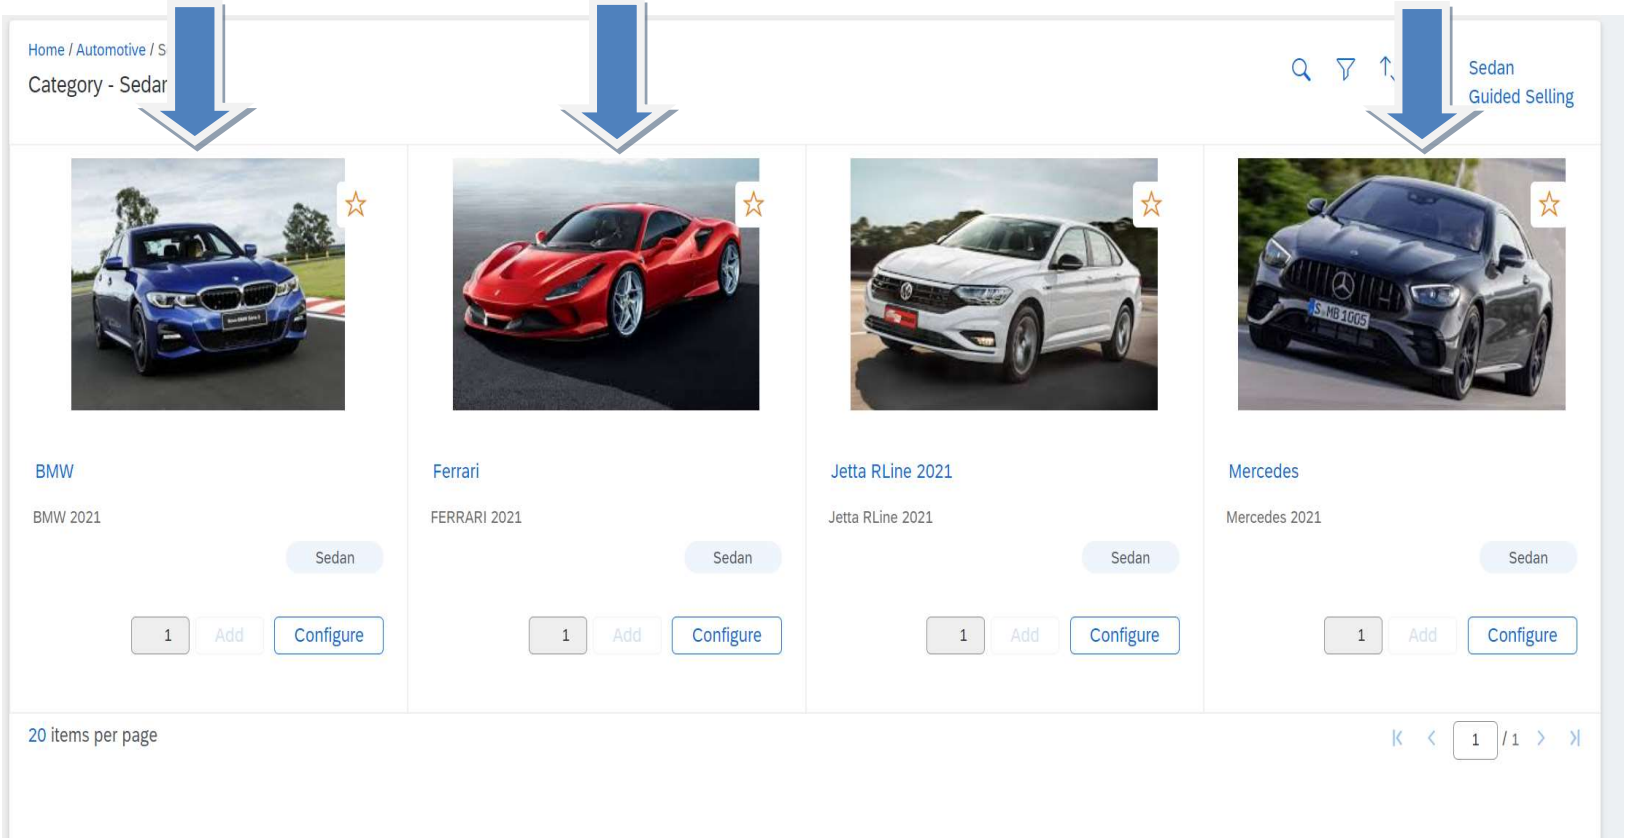 Home / Automotive / S
Category - Sedan
Sedan
Guided Selling
S MB 1005
BMW
Ferrari
Jetta RLine 2021
Mercedes
BMW 2021
FERRARI 2021
Jetta RLine 2021
Mercedes 2021
Sedan
Sedan
Sedan
Sedan
1 Add Configure
1 Add Configure
1 Add Configure
1 Add Configure
20 items per page
1 / 1